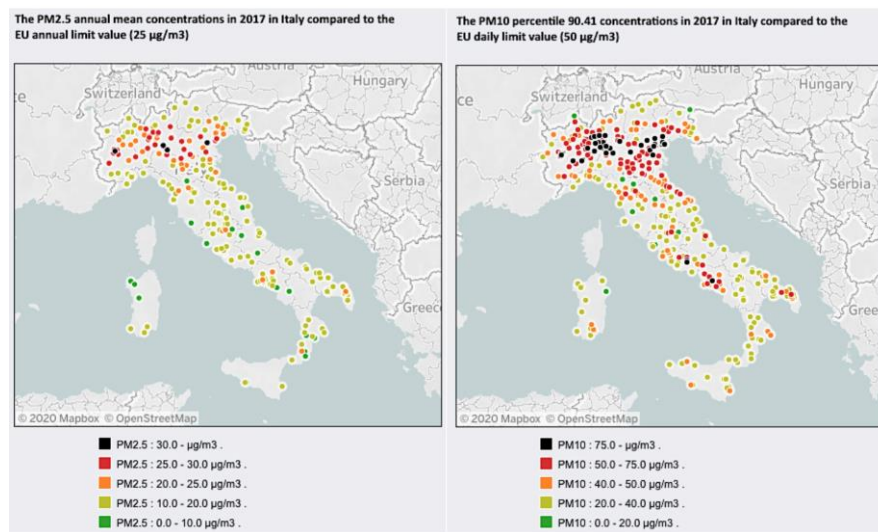 The PM2.5 annual mean concentrations in 2017 in Italy compared to the
EU annual limit value (25 µg/m3)
The PM10 percentile 90.41 concentrations in 2017 in Italy compared to the
EU daily limit value (50 µg/m3)
Austria
Hungary
Switzerland
Serbia
Greece
© 2020 Mapbox © OpenStreetMap
Austria
Hungary
ce
Switzerland
Serbia
Gree
© 2020 Mapbox © OpenStreetMap
PM2.5 : 30.0 - µg/m3 .
PM2.5 : 25.0 - 30.0 µg/m3 .
PM2.5 : 20.0 - 25.0 µg/m3 .
PM2.5 : 10.0 - 20.0 µg/m3 .
PM2.5 : 0.0 - 10.0 µg/m3 .
PM10 : 75.0 - µg/m3 .
PM10 : 50.0 - 75.0 µg/m3 .
PM10 : 40.0 - 50.0 µg/m3 .
PM10 : 20.0 - 40.0 µg/m3 .
PM10 : 0.0 - 20.0 µg/m3 .